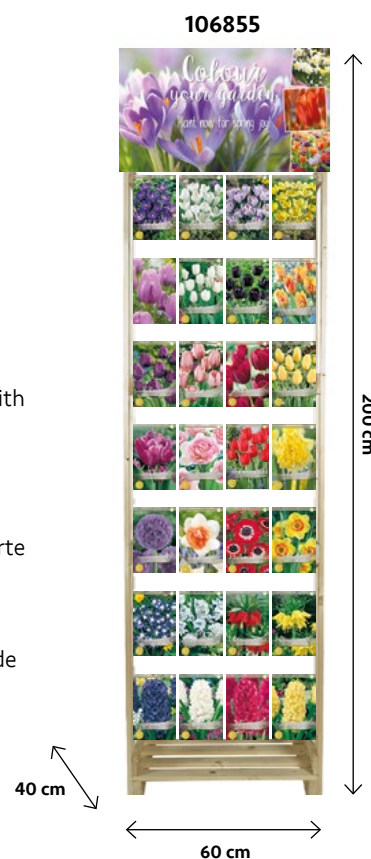 106855
Colour
your garden
Plant now for spring joy
ith
200 cm
rte
de
40 cm
60 cm